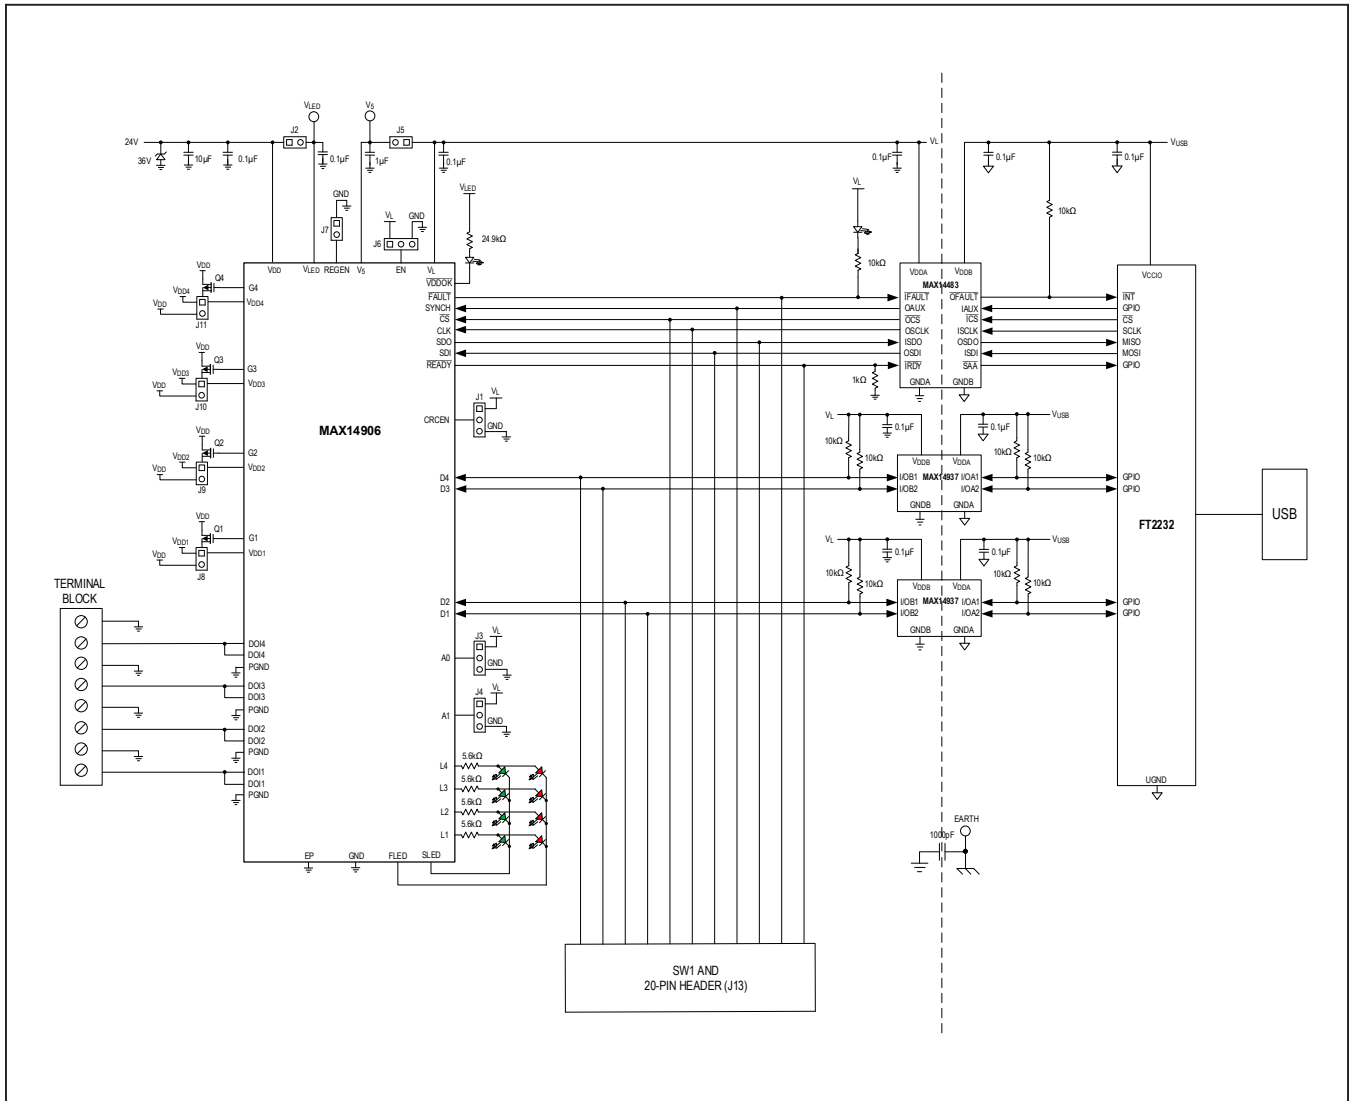 24V
36V
10µF
0.1µF
J2
VLED
0.1µF
V5
1µF
J5
0.1µF
0.1µF
VL
0.1µF
0.1µF
VUSB
10kΩ
GND
J7
VL
GND
J6
VLED
24.9kΩ
VL
10kΩ
VDD
VLED
REGEN
V5
EN
VL
VDDOK
FAULT
SYNCH
CS
CLK
SDO
SDI
READY
VDDA
VDDB
MAX14483
IFAULT
OAUX
OCS
OSCLK
ISDO
OSDI
IRDY
OFAULT
IAUX
ICS
ISCLK
OSDO
ISDI
SAA
GNDA
GNDB
1kΩ
VCCIO
INT
GPIO
CS
SCLK
MISO
MOSI
GPIO
VDD
Q4
G4
VDD4
VDD
VDD4
J11
VDD
Q3
G3
VDD3
VDD
VDD3
J10
VDD
Q2
G2
VDD2
VDD
VDD2
J9
VDD
Q1
G1
VDD1
VDD
VDD1
J8
MAX14906
CRCEN
J1
VL
GND
D4
D3
VL
0.1µF
10kΩ
10kΩ
VDDB
VDDA
I/OB1
MAX14937
I/OA1
I/OB2
I/OA2
GNDB
GNDA
0.1µF
VUSB
10kΩ
10kΩ
GPIO
GPIO
FT2232
USB
VL
0.1µF
10kΩ
10kΩ
VDDB
VDDA
I/OB1
MAX14937
I/OA1
I/OB2
I/OA2
GNDB
GNDA
0.1µF
VUSB
10kΩ
10kΩ
GPIO
GPIO
D2
D1
TERMINAL
BLOCK
DOI4
DOI4
PGND
DOI3
DOI3
PGND
DOI2
DOI2
PGND
DOI1
DOI1
PGND
A0
J3
VL
GND
A1
J4
VL
GND
L4
5.6kΩ
L3
5.6kΩ
L2
5.6kΩ
L1
5.6kΩ
EP
GND
FLED
SLED
UGND
EARTH
1000pF
SW1 AND
20-PIN HEADER (J13)